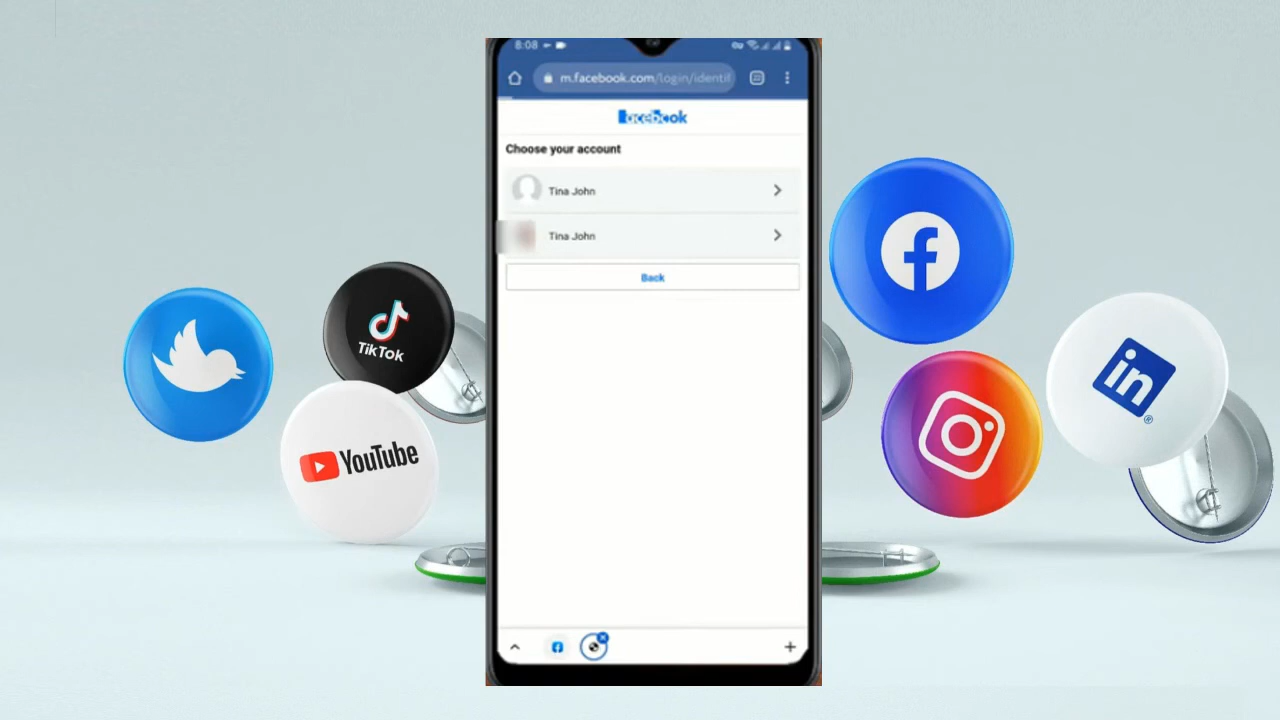 8:08
m.facebook.com/login/identif
facebook
Choose your account
Tina John
Tina John
Back
TikTok
YouTube
in
®